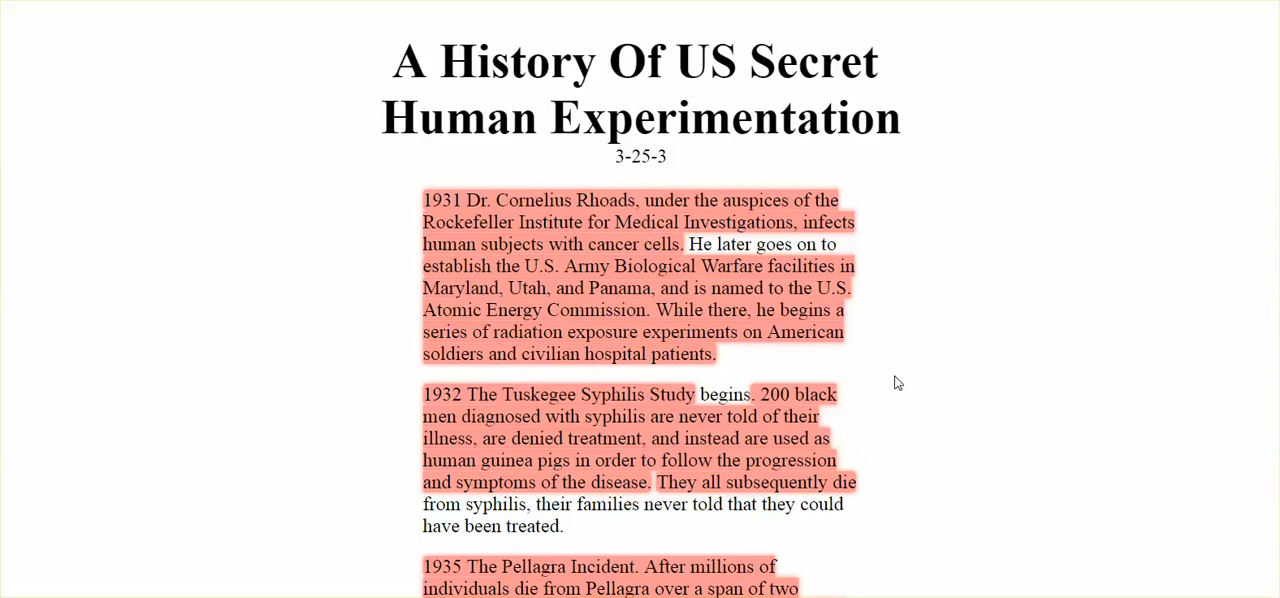 A History Of US Secret
Human Experimentation
3-25-3
1931 Dr. Cornelius Rhoads, under the auspices of the
Rockefeller Institute for Medical Investigations, infects
human subjects with cancer cells. He later goes on to
establish the U.S. Army Biological Warfare facilities in
Maryland, Utah, and Panama, and is named to the U.S.
Atomic Energy Commission. While there, he begins a
series of radiation exposure experiments on American
soldiers and civilian hospital patients.
1932 The Tuskegee Syphilis Study begins. 200 black
men diagnosed with syphilis are never told of their
illness, are denied treatment, and instead are used as
human guinea pigs in order to follow the progression
and symptoms of the disease. They all subsequently die
from syphilis, their families never told that they could
have been treated.
1935 The Pellagra Incident. After millions of
individuals die from Pellagra over a span of two